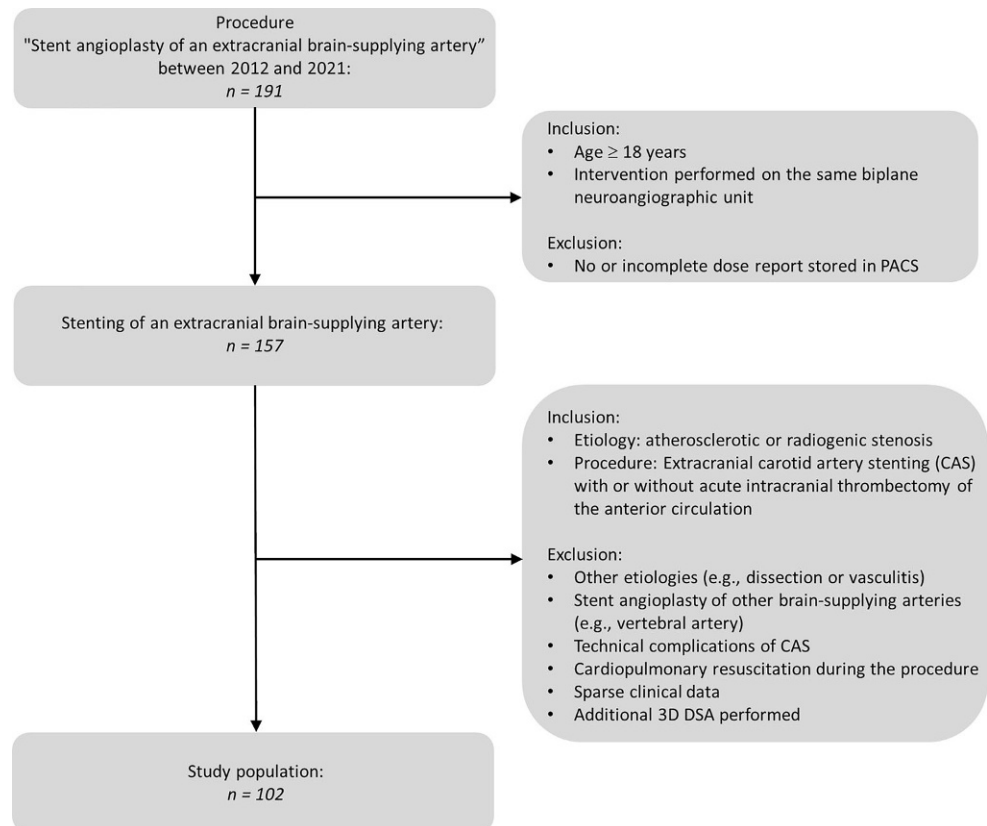 Procedure
"Stent angioplasty of an extracranial brain-supplying artery”
between 2012 and 2021:
n = 191
Inclusion:
• Age ≥ 18 years
• Intervention performed on the same biplane
neuroangiographic unit
Exclusion:
• No or incomplete dose report stored in PACS
Stenting of an extracranial brain-supplying artery:
n = 157
Inclusion:
• Etiology: atherosclerotic or radiogenic stenosis
• Procedure: Extracranial carotid artery stenting (CAS)
with or without acute intracranial thrombectomy of
the anterior circulation
Exclusion:
• Other etiologies (e.g., dissection or vasculitis)
• Stent angioplasty of other brain-supplying arteries
(e.g., vertebral artery)
• Technical complications of CAS
• Cardiopulmonary resuscitation during the procedure
• Sparse clinical data
• Additional 3D DSA performed
Study population:
n = 102